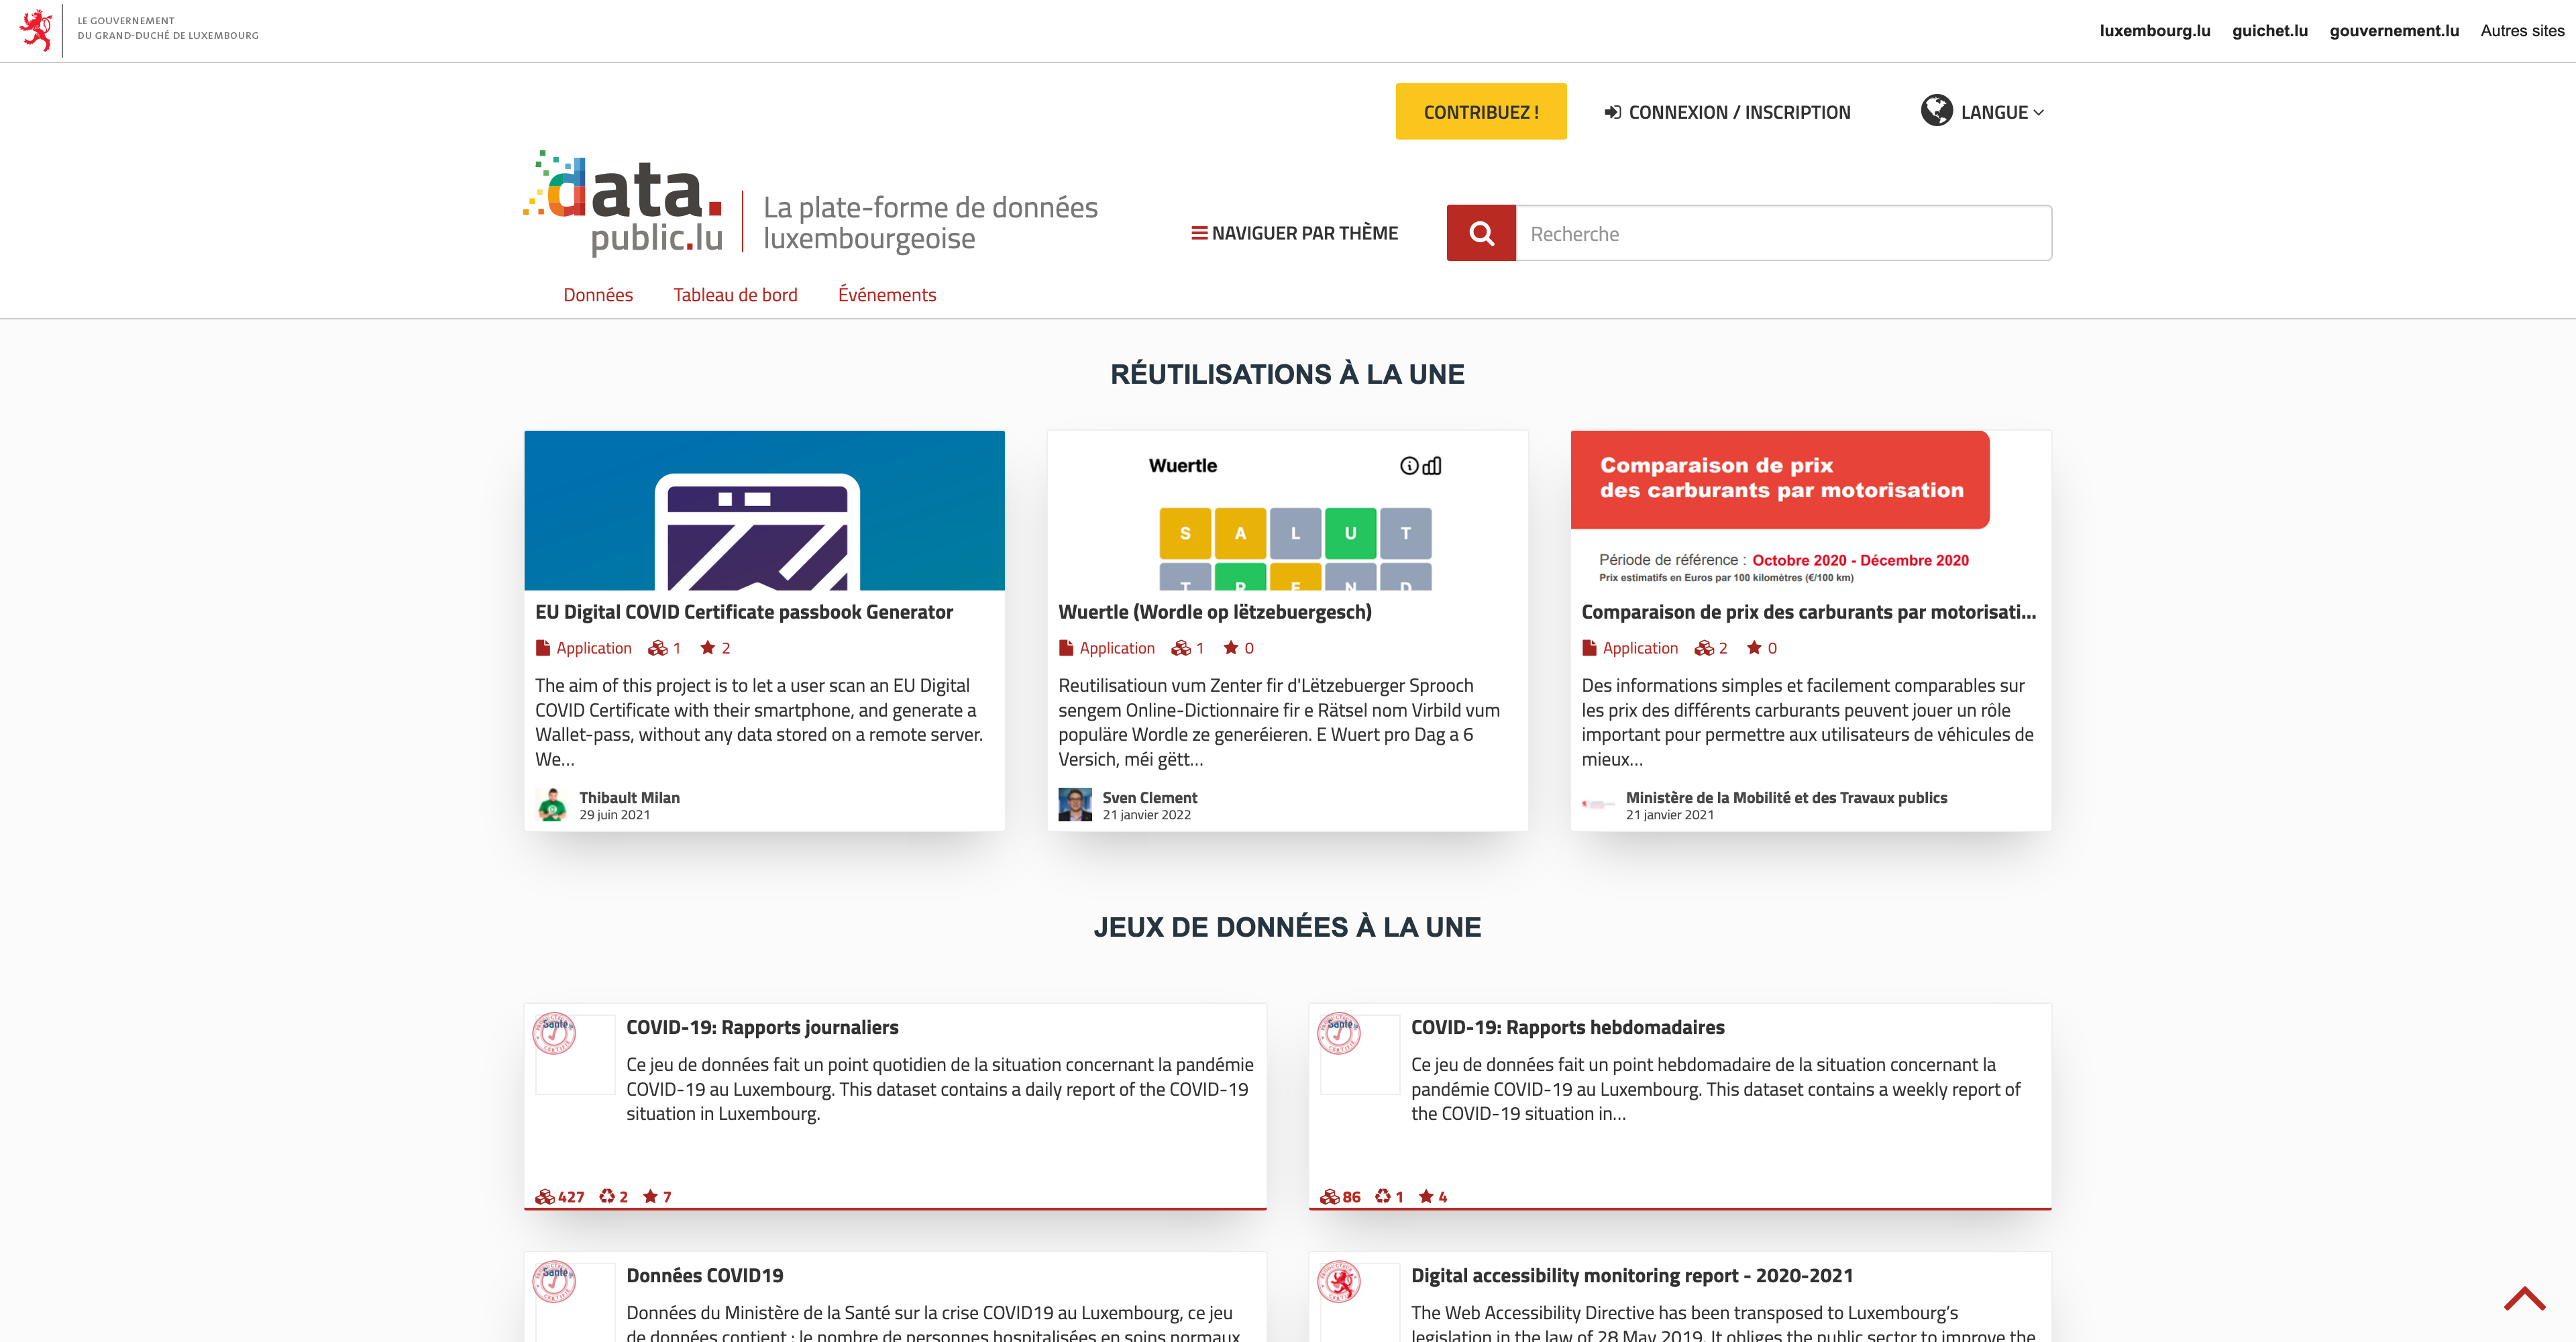 LE GOUVERNEMENT
DU GRAND-DUCHÉ DE LUXEMBOURG
luxembourg.lu guichet.lu gouvernement.lu Autres sites
CONTRIBUEZ !
CONNEXION / INSCRIPTION
LANGUE
data.
public.lu
La plate-forme de données
luxembourgeoise
NAVIGUER PAR THÈME
Recherche
Données Tableau de bord Événements
RÉUTILISATIONS À LA UNE
EU Digital COVID Certificate passbook Generator
Application 1 2
The aim of this project is to let a user scan an EU Digital
COVID Certificate with their smartphone, and generate a
Wallet-pass, without any data stored on a remote server.
We...
Thibault Milan
29 juin 2021
Wuertle
S A L U T
T R E N D
Wuertle (Wordle op lëtzebuergesch)
Application 1 0
Reutilisatioun vum Zenter fir d'Lëtzebuerger Sprooch
sengem Online-Dictionnaire fir e Rätsel nom Virbild vum
populäre Wordle ze generéieren. E Wuert pro Dag a 6
Versich, méi gëtt...
Sven Clement
21 janvier 2022
Comparaison de prix
des carburants par motorisation
Période de référence : Octobre 2020 - Décembre 2020
Prix estimatifs en Euros par 100 kilomètres (€/100 km)
Comparaison de prix des carburants par motorisati...
Application 2 0
Des informations simples et facilement comparables sur
les prix des différents carburants peuvent jouer un rôle
important pour permettre aux utilisateurs de véhicules de
mieux...
Ministère de la Mobilité et des Travaux publics
21 janvier 2021
JEUX DE DONNÉES À LA UNE
Santé
PRODUCTEUR CERTIFIÉ
COVID-19: Rapports journaliers
Ce jeu de données fait un point quotidien de la situation concernant la pandémie
COVID-19 au Luxembourg. This dataset contains a daily report of the COVID-19
situation in Luxembourg.
427 2 7
Santé
PRODUCTEUR CERTIFIÉ
COVID-19: Rapports hebdomadaires
Ce jeu de données fait un point hebdomadaire de la situation concernant la
pandémie COVID-19 au Luxembourg. This dataset contains a weekly report of
the COVID-19 situation in...
86 1 4
Santé
PRODUCTEUR CERTIFIÉ
Données COVID19
Données du Ministère de la Santé sur la crise COVID19 au Luxembourg, ce jeu
de données contient : le nombre de personnes hospitalisées en soins normaux
PRODUCTEUR CERTIFIÉ
Digital accessibility monitoring report - 2020-2021
The Web Accessibility Directive has been transposed to Luxembourg's
legislation in the law of 28 May 2019. It obliges the public sector to improve the